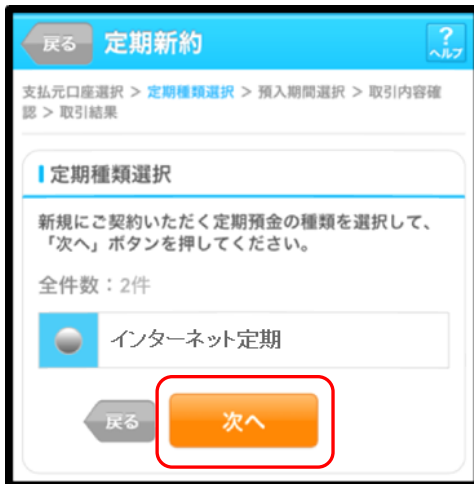 戻る 定期新約 ? ヘルプ
支払元口座選択 > 定期種類選択 > 預入期間選択 > 取引内容確
認 > 取引結果
定期種類選択
新規にご契約いただく定期預金の種類を選択して、
「次へ」ボタンを押してください。
全件数：2件
インターネット定期
戻る 次へ